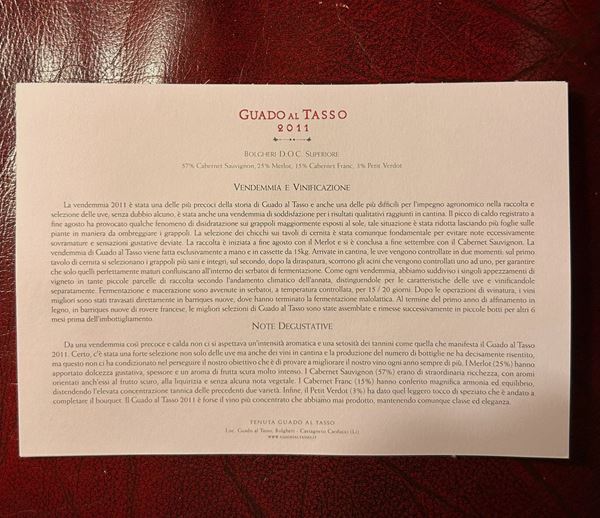 GUADO AL TASSO
2011
BOLGHERI D.O.C. SUPERIORE
57% Cabernet Sauvignon, 25% Merlot, 15% Cabernet Franc, 3% Petit Verdot
VENDEMMIA E VINIFICAZIONE
La vendemmia 2011 è stata una delle più precoci della storia di Guado al Tasso e anche una delle più difficili per l'impegno agronomico nella raccolta e
selezione delle uve, senza dubbio alcuno, è stata anche una vendemmia di soddisfazione per i risultati qualitativi raggiunti in cantina. Il picco di caldo registrato a
fine agosto ha provocato qualche fenomeno di disidratazione sui grappoli maggiormente esposti al sole, tale situazione è stata ridotta lasciando più foglie sulle
piante in maniera da ombreggiare i grappoli. La selezione dei chicchi sui tavoli di cernita è stata comunque fondamentale per evitare note eccessivamente
sovramature e sensazioni gustative deviate. La raccolta è iniziata a fine agosto con il Merlot e si è conclusa a fine settembre con il Cabernet Sauvignon. La
vendemmia di Guado al Tasso viene fatta esclusivamente a mano e in cassette da 15kg. Arrivate in cantina, le uve vengono controllate in due momenti: sul primo
tavolo di cernita si selezionano i grappoli più sani e integri, sul secondo, dopo la diraspatura, scorrono gli acini che vengono controllati uno ad uno, per garantire
che solo quelli perfettamente maturi confluiscano all'interno dei serbatoi di fermentazione. Come ogni vendemmia, abbiamo suddiviso i singoli appezzamenti di
vigneto in tante piccole parcelle di raccolta secondo l'andamento climatico dell'annata, distinguendole per le caratteristiche delle uve e vinificandole
separatamente. Fermentazione e macerazione sono avvenute in serbatoi, a temperatura controllata, per 15 / 20 giorni. Dopo le operazioni di svinatura, i vini
migliori sono stati travasati direttamente in barriques nuove, dove hanno terminato la fermentazione malolattica. Al termine del primo anno di affinamento in
legno, in barriques nuove di rovere francese, le migliori selezioni di Guado al Tasso sono state assemblate e rimesse successivamente in piccole botti per altri 6
mesi prima dell'imbottigliamento.
NOTE DEGUSTATIVE
Da una vendemmia così precoce e calda non ci si aspettava un'intensità aromatica e una setosità dei tannini come quella che manifesta il Guado al Tasso
2011. Certo, c'è stata una forte selezione non solo delle uve ma anche dei vini in cantina e la produzione del numero di bottiglie ne ha decisamente risentito,
ma questo non ci ha condizionato nel perseguire il nostro obiettivo che è di provare a migliorare il nostro vino ogni anno sempre di più. I Merlot (25%) hanno
apportato dolcezza gustativa, spessore e un aroma di frutta scura molto intenso. I Cabernet Sauvignon (57%) erano di straordinaria ricchezza, con aromi
orientati anch'essi al frutto scuro, alla liquirizia e senza alcuna nota vegetale. I Cabernet Franc (15%) hanno conferito magnifica armonia ed equilibrio,
distendendo l'elevata concentrazione tannica delle precedenti due varietà. Infine, il Petit Verdot (3%) ha dato quel leggero tocco di speziato che è andato a
completare il bouquet. Il Guado al Tasso 2011 è forse il vino più concentrato che abbiamo mai prodotto, mantenendo comunque classe ed eleganza.
TENUTA GUADO AL TASSO
Loc. Guado al Tasso, Bolgheri - Castagneto Carducci (Li)
WWW.GUADOALTASSO.IT